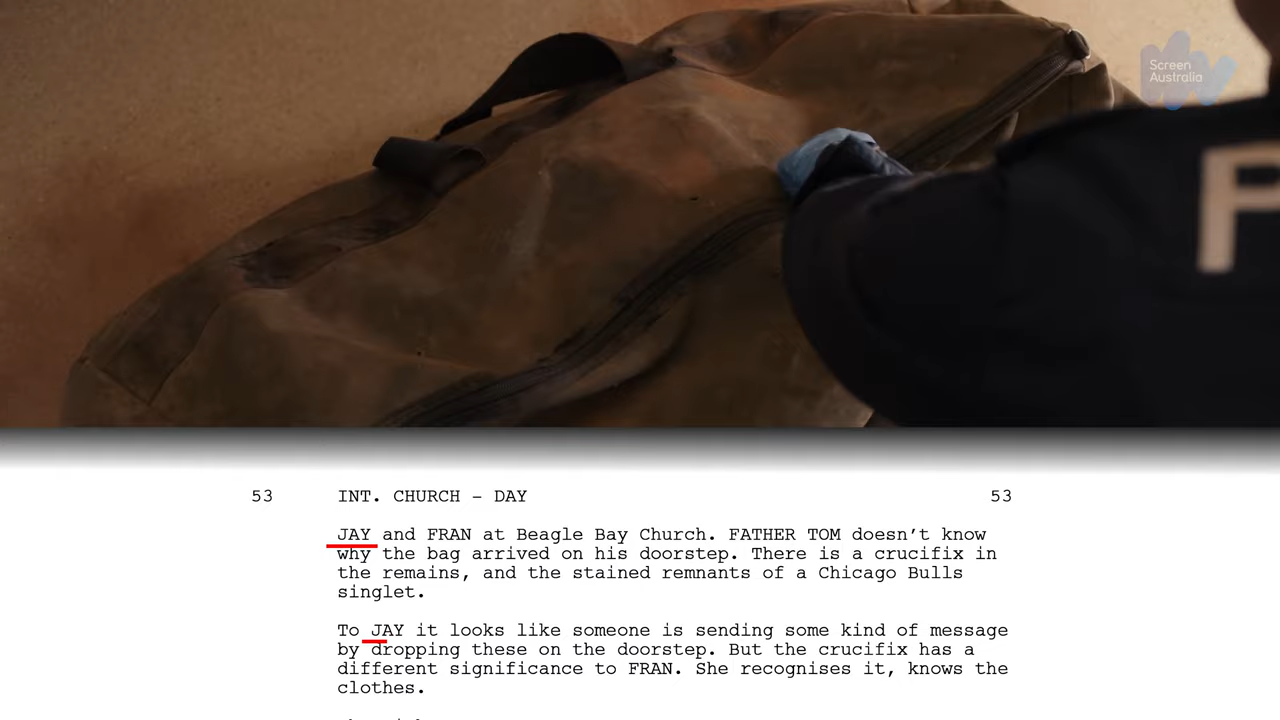 Screen
Australia
P
53 INT. CHURCH – DAY 53
JAY and FRAN at Beagle Bay Church. FATHER TOM doesn’t know
why the bag arrived on his doorstep. There is a crucifix in
the remains, and the stained remnants of a Chicago Bulls
singlet.
To JAY it looks like someone is sending some kind of message
by dropping these on the doorstep. But the crucifix has a
different significance to FRAN. She recognises it, knows the
clothes.